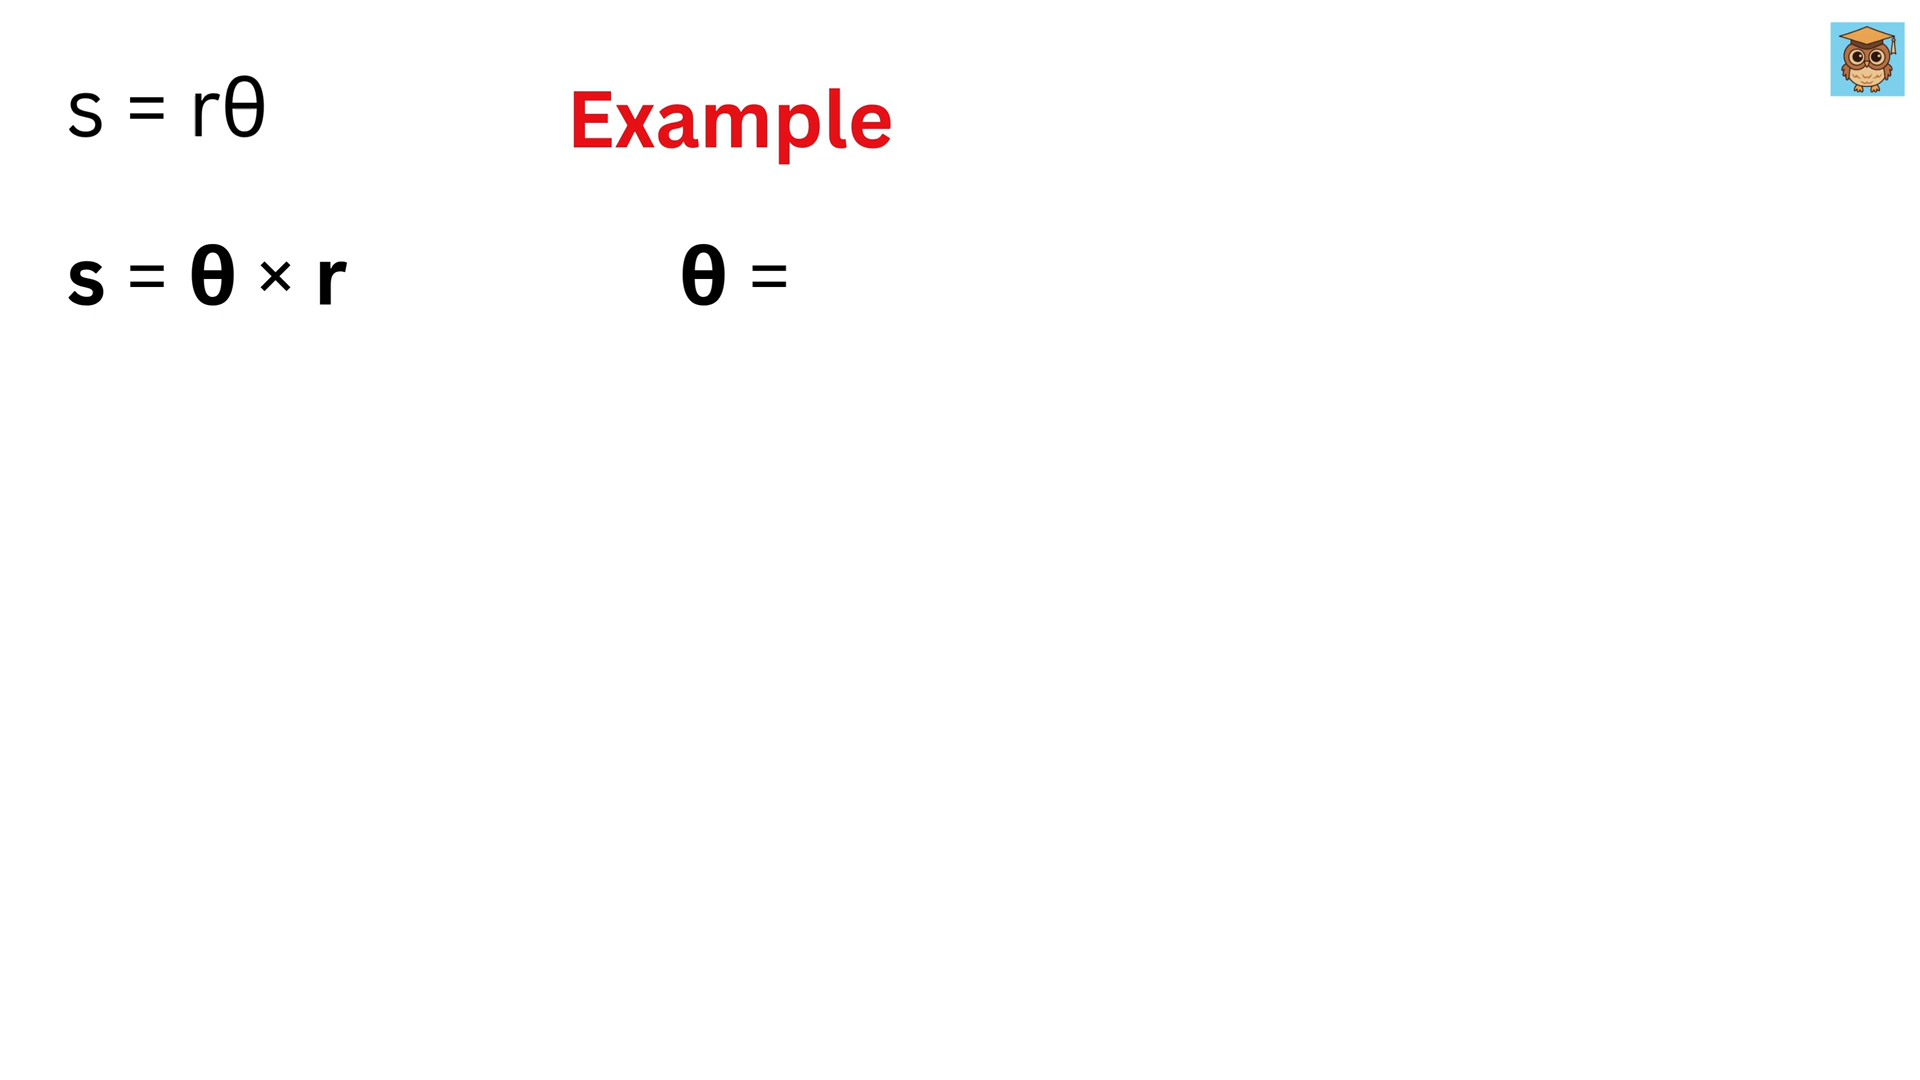 s = rθ
Example
s = θ × r
θ =